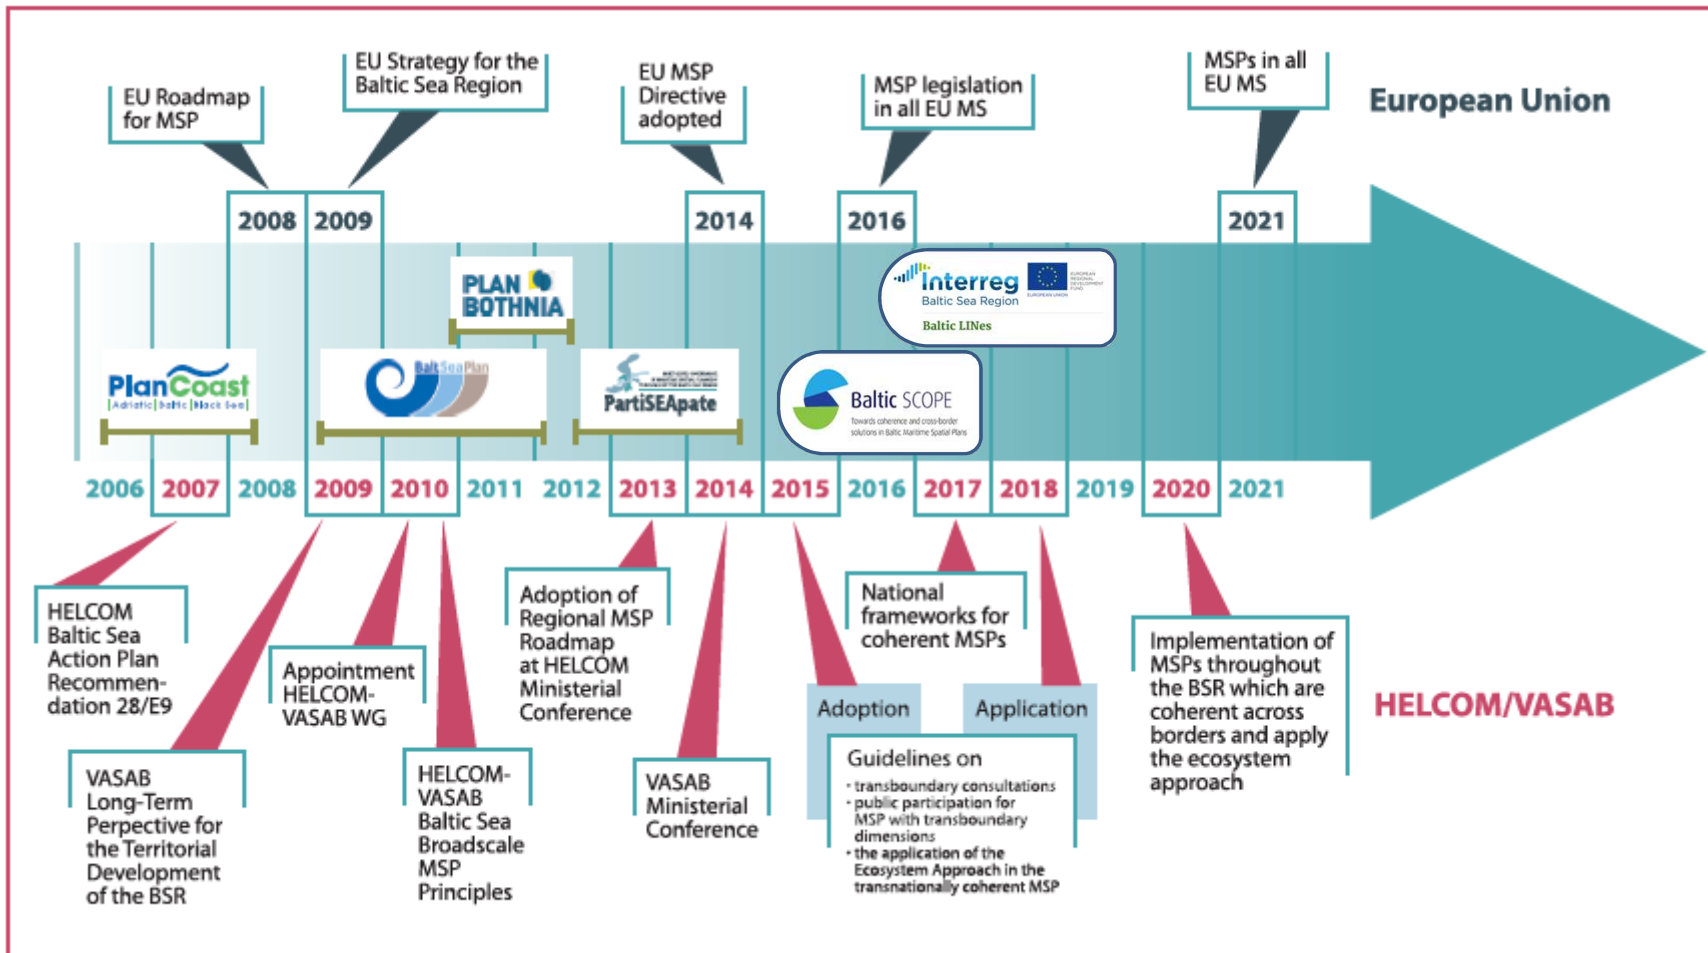 EU Roadmap
for MSP
EU Strategy for the
Baltic Sea Region
EU MSP
Directive
adopted
MSP legislation
in all EU MS
MSPs in all
EU MS
European Union
2008
2009
2014
2016
2021
PLAN
BOTHNIA
Interreg
Baltic Sea Region
EUROPEAN UNION
EUROPEAN
REGIONAL
DEVELOPMENT
FUND
Baltic LINes
PlanCoast
|Adriatic|Baltic|Black Sea|
BaltSeaPlan
PartiSEApate
Baltic SCOPE
Towards coherence and cross-border
solutions in Baltic Maritime Spatial Plans
2006
2007
2008
2009
2010
2011
2012
2013
2014
2015
2016
2017
2018
2019
2020
2021
HELCOM
Baltic Sea
Action Plan
Recommen-
dation 28/E9
VASAB
Long-Term
Perpective for
the Territorial
Development
of the BSR
Appointment
HELCOM-
VASAB WG
HELCOM-
VASAB
Baltic Sea
Broadscale
MSP
Principles
Adoption of
Regional MSP
Roadmap
at HELCOM
Ministerial
Conference
VASAB
Ministerial
Conference
National
frameworks for
coherent MSPs
Adoption
Application
Guidelines on
· transboundary consultations
· public participation for
MSP with transboundary
dimensions
· the application of the
Ecosystem Approach in the
transnationally coherent MSP
Implementation of
MSPs throughout
the BSR which are
coherent across
borders and apply
the ecosystem
approach
HELCOM/VASAB